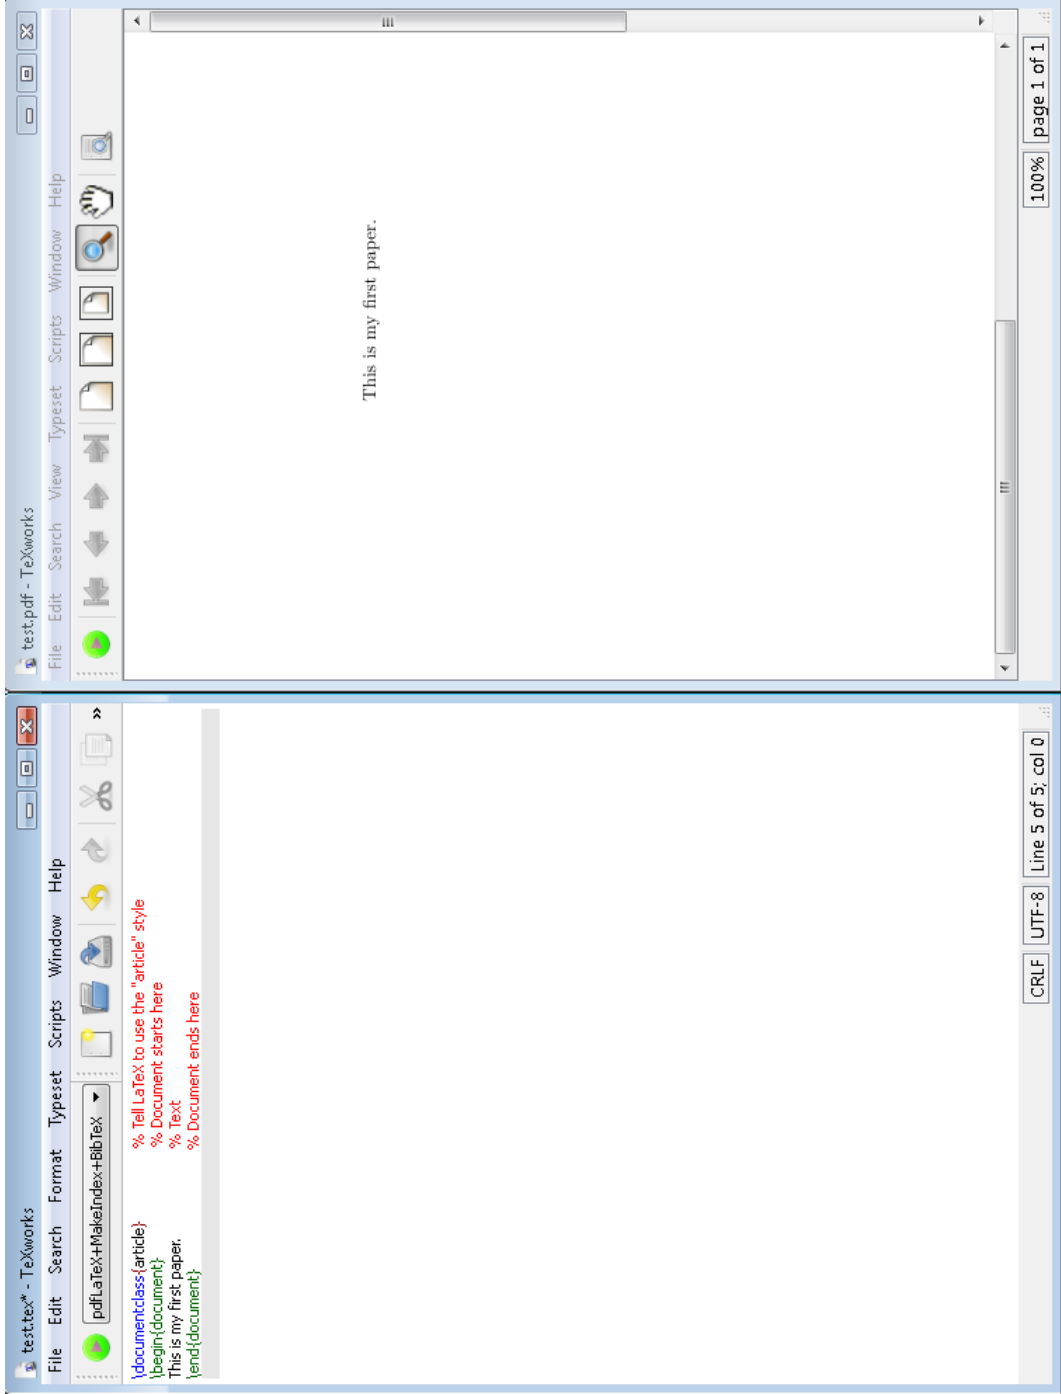 test.tex* - TeXworks
File Edit Search Format Typeset Scripts Window Help
pdfLaTeX+MakeIndex+BibTeX
\documentclass{article} % Tell LaTeX to use the "article" style
\begin{document} % Document starts here
This is my first paper. % Text
\end{document} % Document ends here
CRLF UTF-8 Line 5 of 5; col 0
test.pdf - TeXworks
File Edit Search View Typeset Scripts Window Help
This is my first paper.
100% page 1 of 1